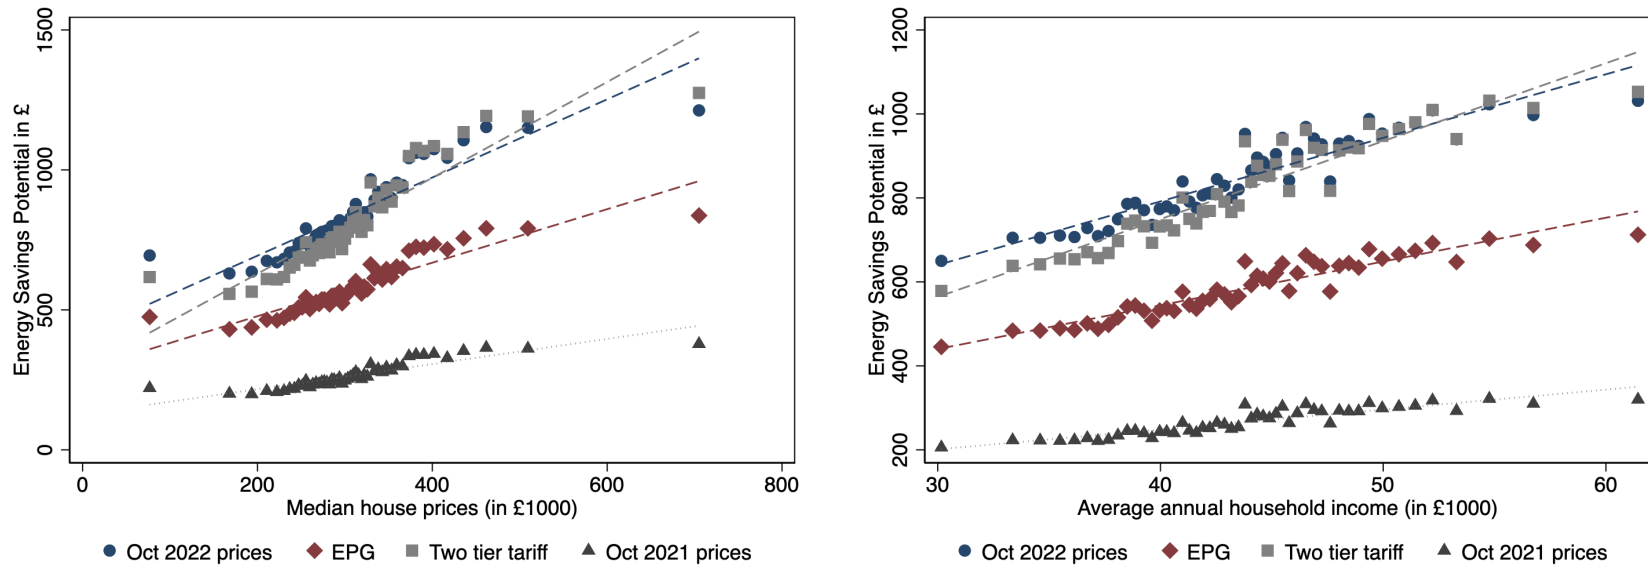 Energy Savings Potential in £
1500
1000
500
0
0 200 400 600 800
Median house prices (in £1000)
Oct 2022 prices EPG Two tier tariff Oct 2021 prices
Energy Savings Potential in £
1200
1000
800
600
400
200
30 40 50 60
Average annual household income (in £1000)
Oct 2022 prices EPG Two tier tariff Oct 2021 prices